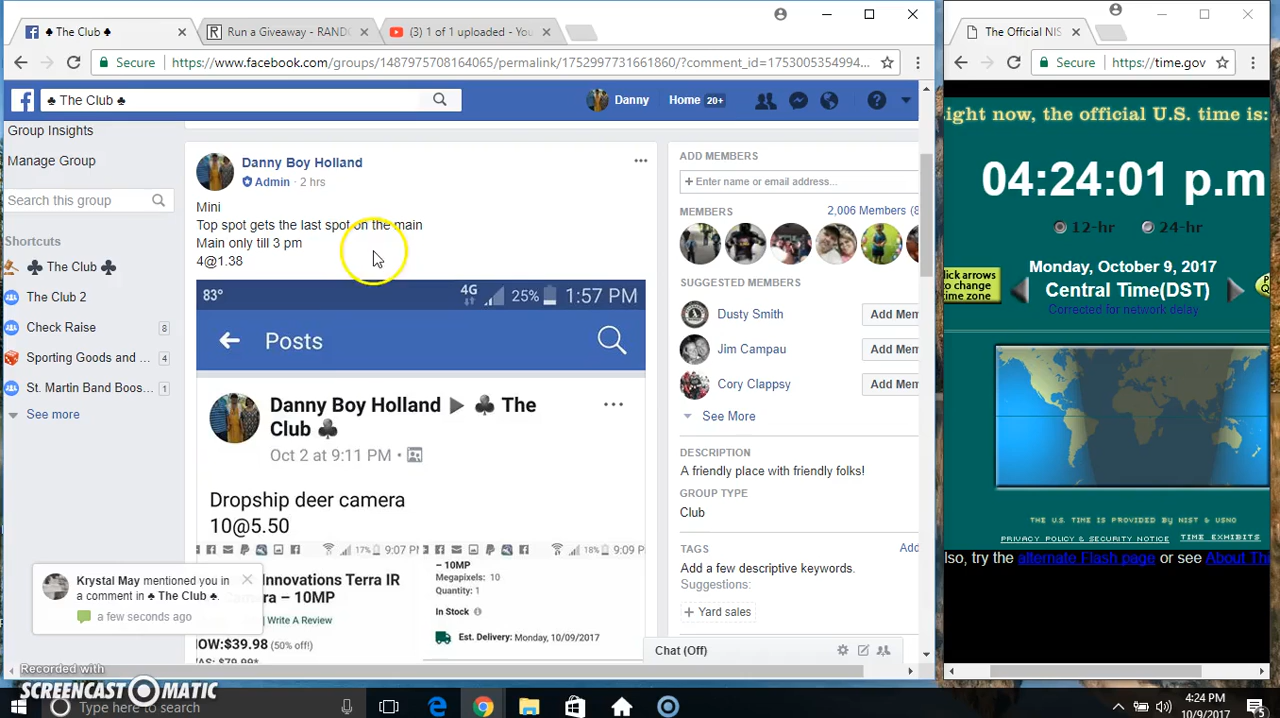 ♣ The Club ♣
Run a Giveaway - RAND
(3) 1 of 1 uploaded - You
The Official NIS
Secure
https://www.facebook.com/groups/1487975708164065/permalink/1752997731661860/?comment_id=1753005354994...
Secure
https://time.gov
♣ The Club ♣
Danny
Home 20+
Group Insights
Manage Group
Search this group
Shortcuts
♣ The Club ♣
The Club 2
Check Raise 8
Sporting Goods and ... 4
St. Martin Band Boos... 1
See more
Danny Boy Holland
Admin · 2 hrs
Mini
Top spot gets the last spot on the main
Main only till 3 pm
4@1.38
83° 4G 25% 1:57 PM
Posts
Danny Boy Holland ▶ ♣ The
Club ♣
Oct 2 at 9:11 PM •
Dropship deer camera
10@5.50
17% 9:07 PM
18% 9:09 P
Innovations Terra IR
– 10MP
Write A Review
NOW:$39.98 (50% off!)
– 10MP
Megapixels: 10
Quantity: 1
In Stock
Est. Delivery: Monday, 10/09/2017
Krystal May mentioned you in
a comment in ♣ The Club ♣.
a few seconds ago
ADD MEMBERS
+ Enter name or email address...
MEMBERS
2,006 Members (8
SUGGESTED MEMBERS
Dusty Smith
Add Mem
Jim Campau
Add Mem
Cory Clappsy
Add Mem
See More
DESCRIPTION
A friendly place with friendly folks!
GROUP TYPE
Club
TAGS
Add
Add a few descriptive keywords.
Suggestions:
+ Yard sales
Chat (Off)
ight now, the official U.S. time is:
04:24:01 p.m
12-hr
24-hr
lick arrows
to change
time zone
Monday, October 9, 2017
Central Time(DST)
Corrected for network delay
THE U.S. TIME IS PROVIDED BY NIST & USNO
PRIVACY POLICY & SECURITY NOTICE
TIME EXHIBITS
lso, try the alternate Flash page or see About Th
Recorded with
SCREENCAST-O-MATIC
Type here to search
4:24 PM
10/9/2017
5